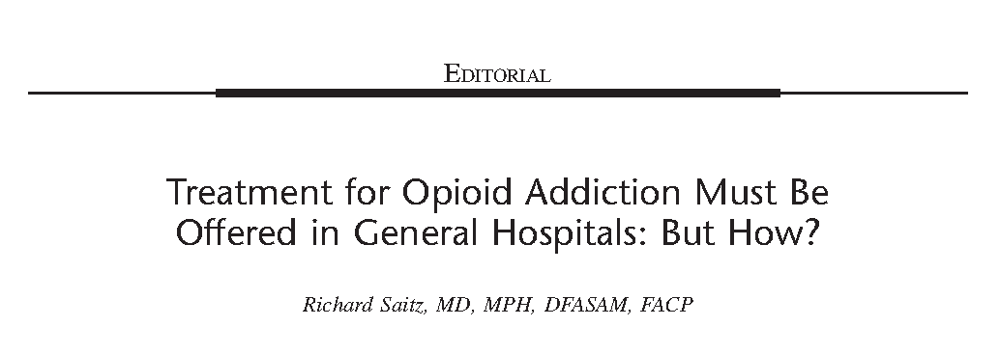 EDITORIAL
Treatment for Opioid Addiction Must Be
Offered in General Hospitals: But How?
Richard Saitz, MD, MPH, DFASAM, FACP